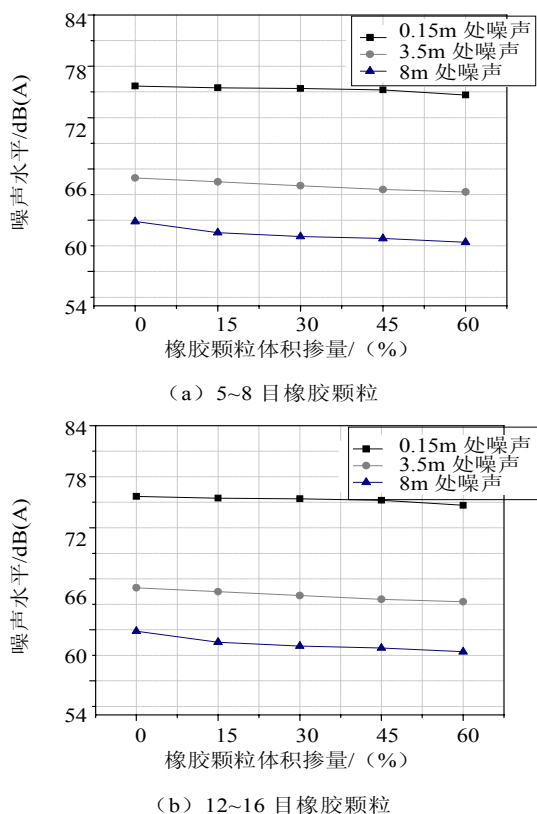 84
78
72
66
60
54
噪声水平/dB(A)
0.15m 处噪声
3.5m 处噪声
8m 处噪声
0 15 30 45 60
橡胶颗粒体积掺量/（%）
（a）5~8 目橡胶颗粒
84
78
72
66
60
54
噪声水平/dB(A)
0.15m 处噪声
3.5m 处噪声
8m 处噪声
0 15 30 45 60
橡胶颗粒体积掺量/（%）
（b）12~16 目橡胶颗粒